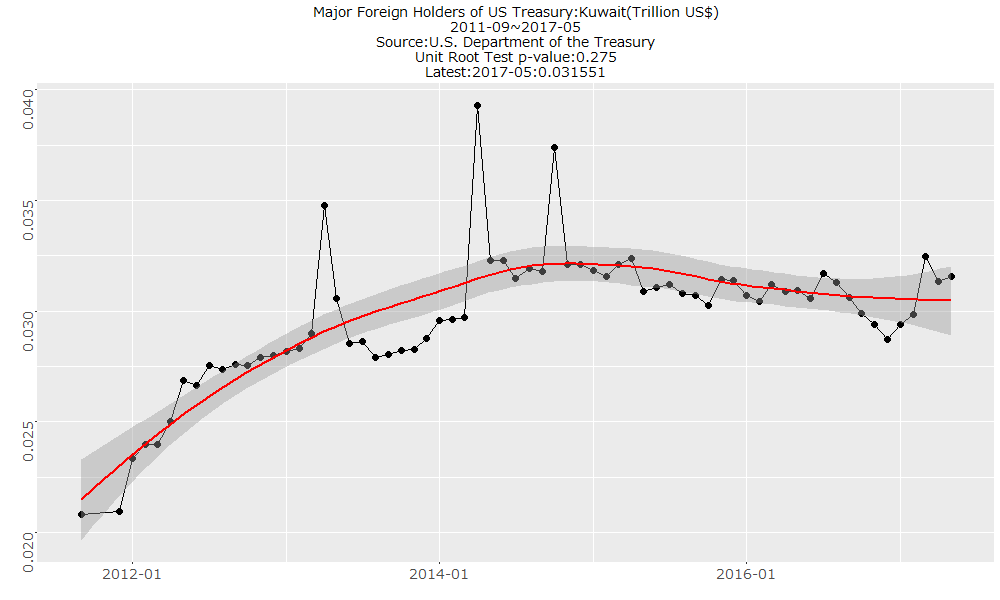 Major Foreign Holders of US Treasury:Kuwait(Trillion US$)
2011-09~2017-05
Source:U.S. Department of the Treasury
Unit Root Test p-value:0.275
Latest:2017-05:0.031551
0.040
0.035
0.030
0.025
0.020
2012-01
2014-01
2016-01